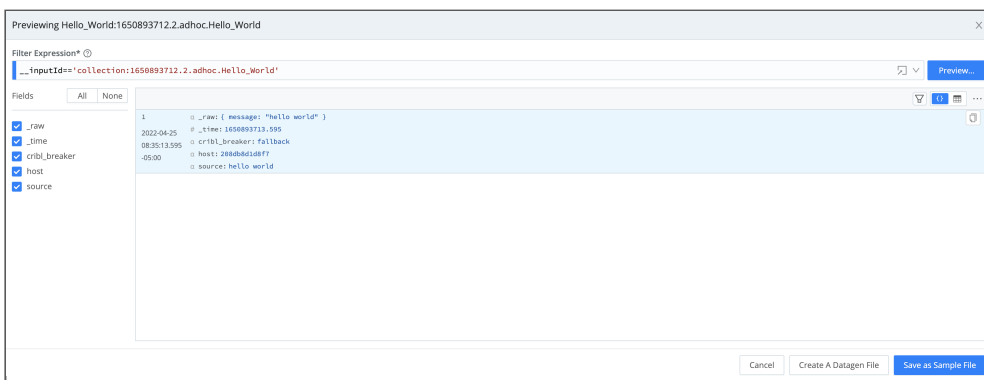 Previewing Hello_World:1650893712.2.adhoc.Hello_World
Filter Expression*
__inputId=='collection:1650893712.2.adhoc.Hello_World'
Preview...
Fields
All
None
_raw
_time
cribl_breaker
host
source
1
2022-04-25
08:35:13.595
-05:00
α _raw: { message: "hello world" }
# _time: 1650893713.595
α cribl_breaker: fallback
α host: 208db8d1d8f7
α source: hello world
Cancel
Create A Datagen File
Save as Sample File